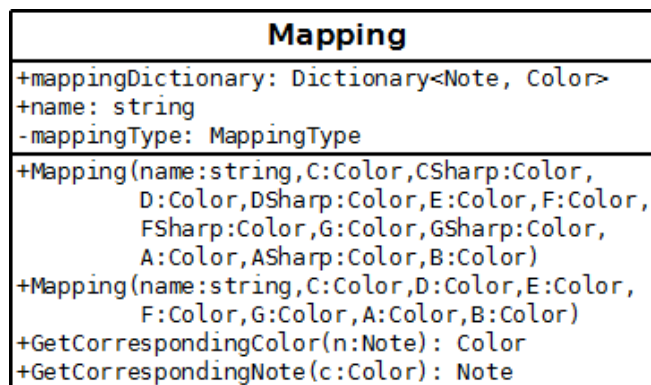 Mapping
+mappingDictionary: Dictionary<Note, Color>
+name: string
-mappingType: MappingType
+Mapping(name:string,C:Color,CSharp:Color,
D:Color,DSharp:Color,E:Color,F:Color,
FSharp:Color,G:Color,GSharp:Color,
A:Color,ASharp:Color,B:Color)
+Mapping(name:string,C:Color,D:Color,E:Color,
F:Color,G:Color,A:Color,B:Color)
+GetCorrespondingColor(n:Note): Color
+GetCorrespondingNote(c:Color): Note